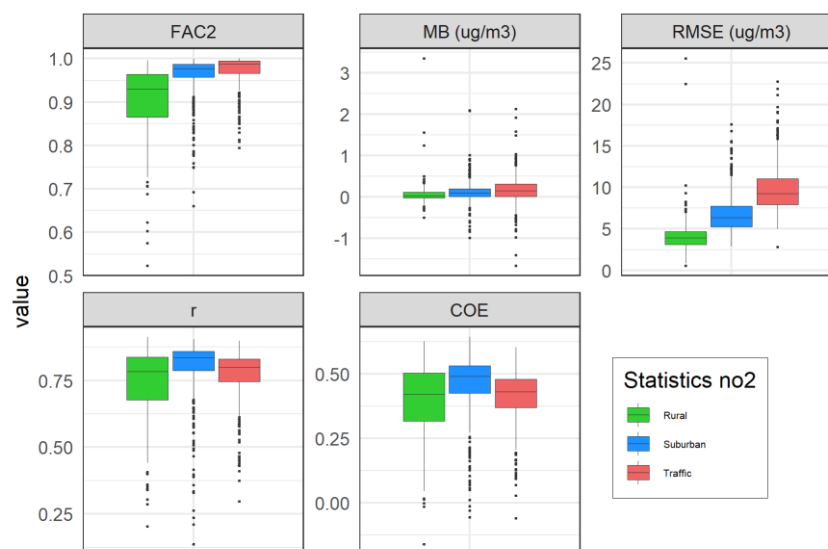 FAC2
MB (ug/m3)
RMSE (ug/m3)
1.0
0.9
0.8
0.7
0.6
0.5
3
2
1
0
-1
25
20
15
10
5
0
value
r
COE
0.75
0.50
0.25
0.50
0.25
0.00
Statistics no2
Rural
Suburban
Traffic